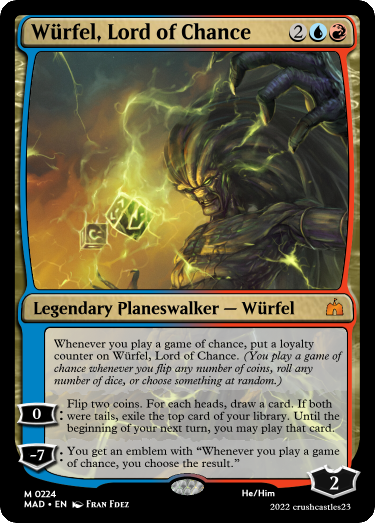 Würfel, Lord of Chance 2
Legendary Planeswalker — Würfel
Whenever you play a game of chance, put a loyalty
counter on Würfel, Lord of Chance. (You play a game of
chance whenever you flip any number of coins, roll any
number of dice, or choose something at random.)
0: Flip two coins. For each heads, draw a card. If both
were tails, exile the top card of your library. Until the
beginning of your next turn, you may play that card.
-7: You get an emblem with “Whenever you play a game
of chance, you choose the result.”
2
M 0224 He/Him
MAD • EN Fran Fdez 2022 crushcastles23